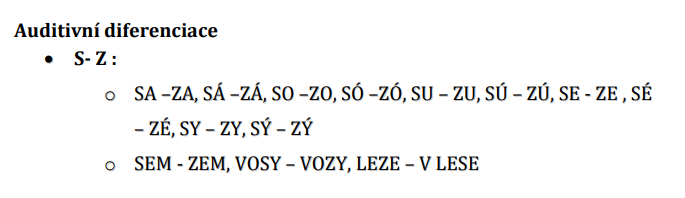 Auditivní diferenciace
• S- Z :
o SA –ZA, SÁ –ZÁ, SO –ZO, SÓ –ZÓ, SU – ZU, SÚ – ZÚ, SE - ZE , SÉ
– ZÉ, SY – ZY, SÝ – ZÝ
o SEM - ZEM, VOSY – VOZY, LEZE – V LESE